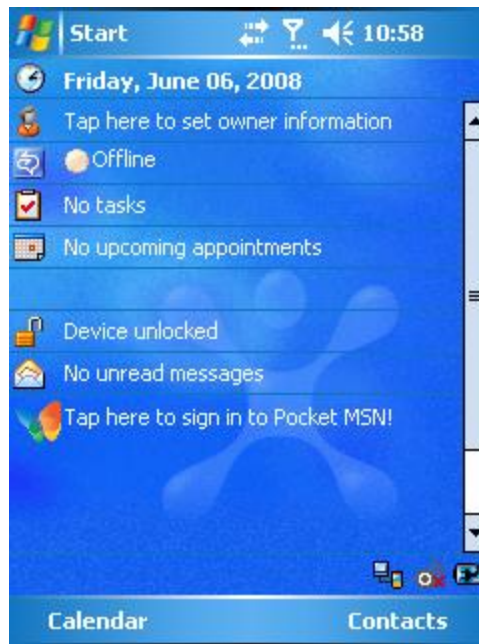 Start 10:58
Friday, June 06, 2008
Tap here to set owner information
Offline
No tasks
No upcoming appointments
Device unlocked
No unread messages
Tap here to sign in to Pocket MSN!
Calendar Contacts